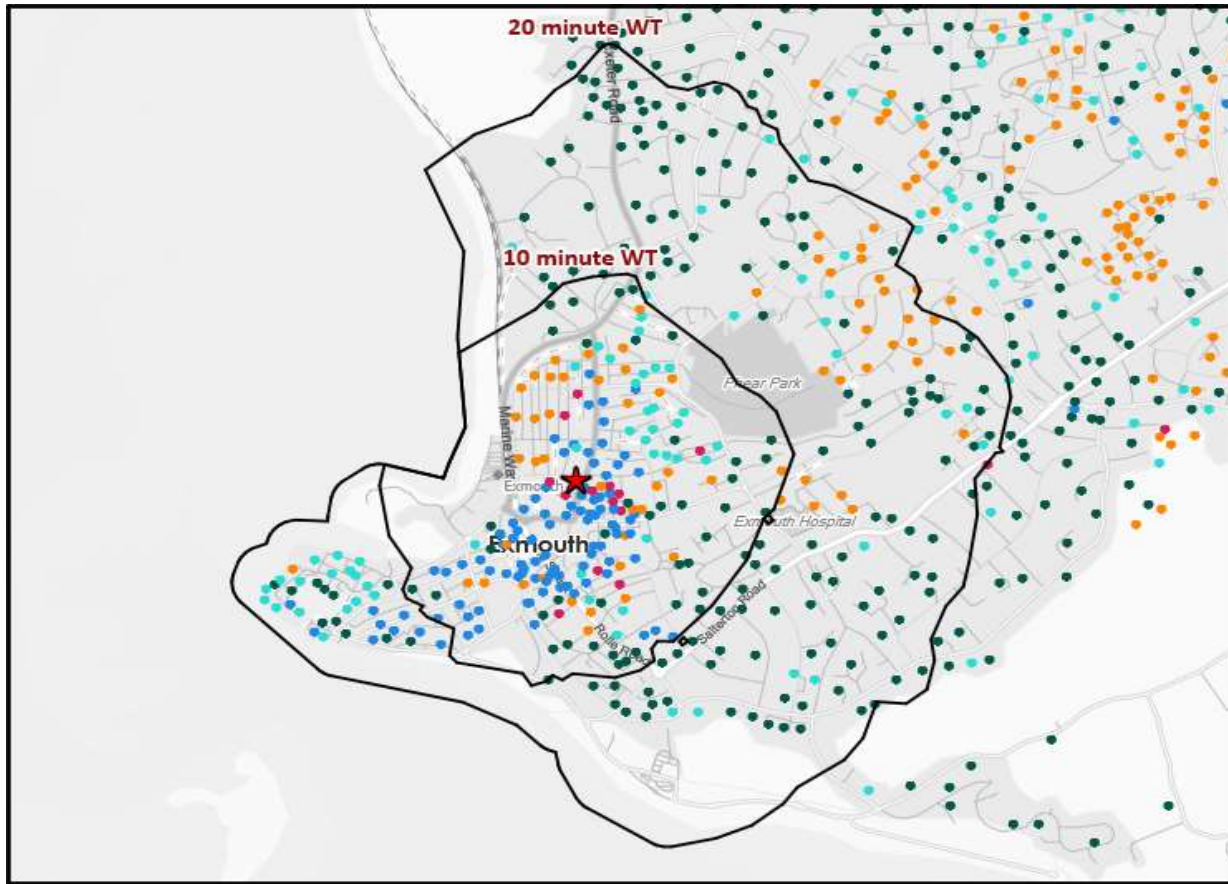 20 minute WT
Exeter Road
10 minute WT
Phear Park
Marine Way
Exmouth
Exmouth Hospital
Exmouth
Salterton Road
Rolle Road